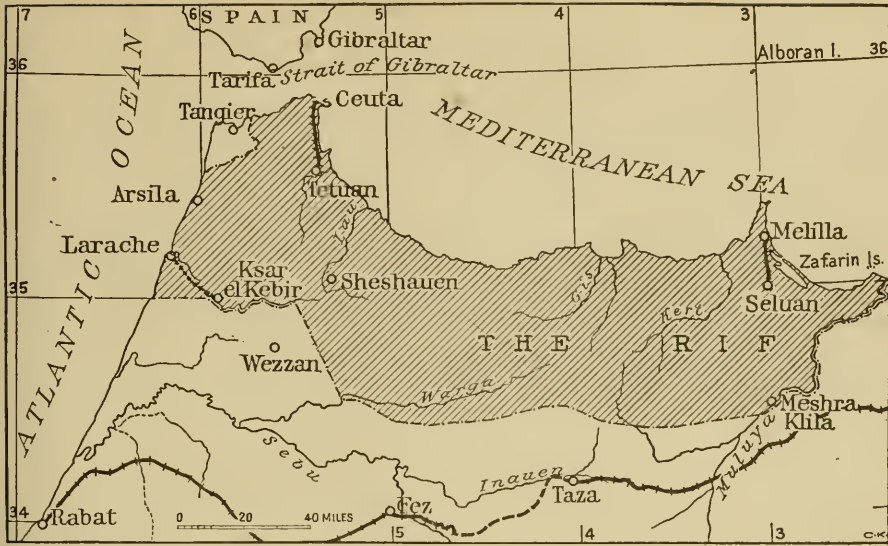 7
6
SPAIN
5
4
3
Gibraltar
Alboran I.
36
36
Tarifa
Strait of Gibraltar
Tangier
Ceuta
ATLANTIC OCEAN
MEDITERRANEAN SEA
Arsila
Tetuan
Lau
Larache
Melilla
Zafarin Is.
Ksar
el Kebir
Sheshauen
Gis
35
Seluan
Wezzan
THE RIF
Kert
Warga
Meshra
Klila
Sebu
Muluya
Inauen
Taza
34
Rabat
0 20 40 MILES
Fez
5
4
3